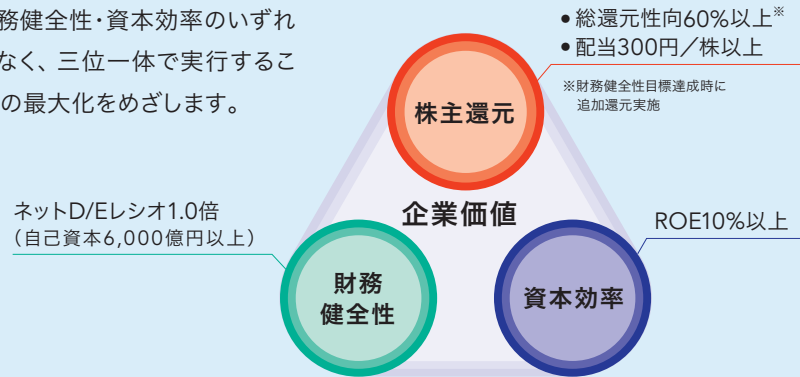 務健全性・資本効率のいずれ
なく、三位一体で実行するこ
の最大化をめざします。
• 総還元性向60%以上※
• 配当300円／株以上
※財務健全性目標達成時に
追加還元実施
株主還元
企業価値
ネットD/Eレシオ1.0倍
（自己資本6,000億円以上）
ROE10%以上
財務
健全性
資本効率